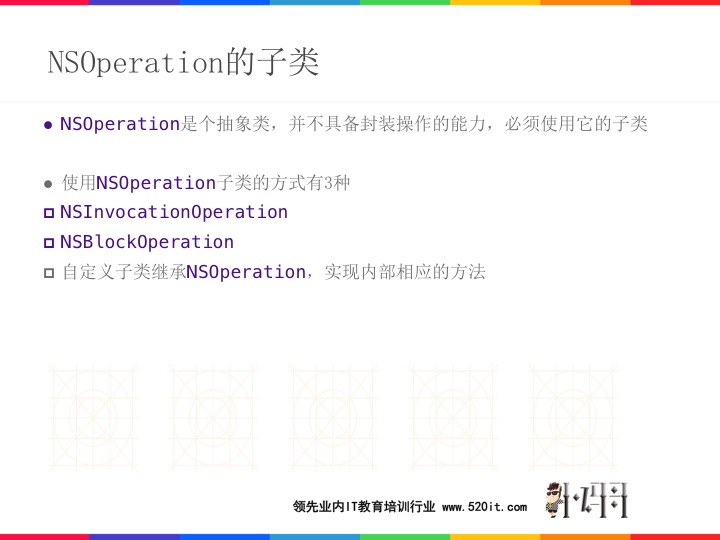 NSOperation的子类
NSOperation是个抽象类，并不具备封装操作的能力，必须使用它的子类
使用NSOperation子类的方式有3种
NSInvocationOperation
NSBlockOperation
自定义子类继承NSOperation，实现内部相应的方法
领先业内IT教育培训行业 www.520it.com
小码哥